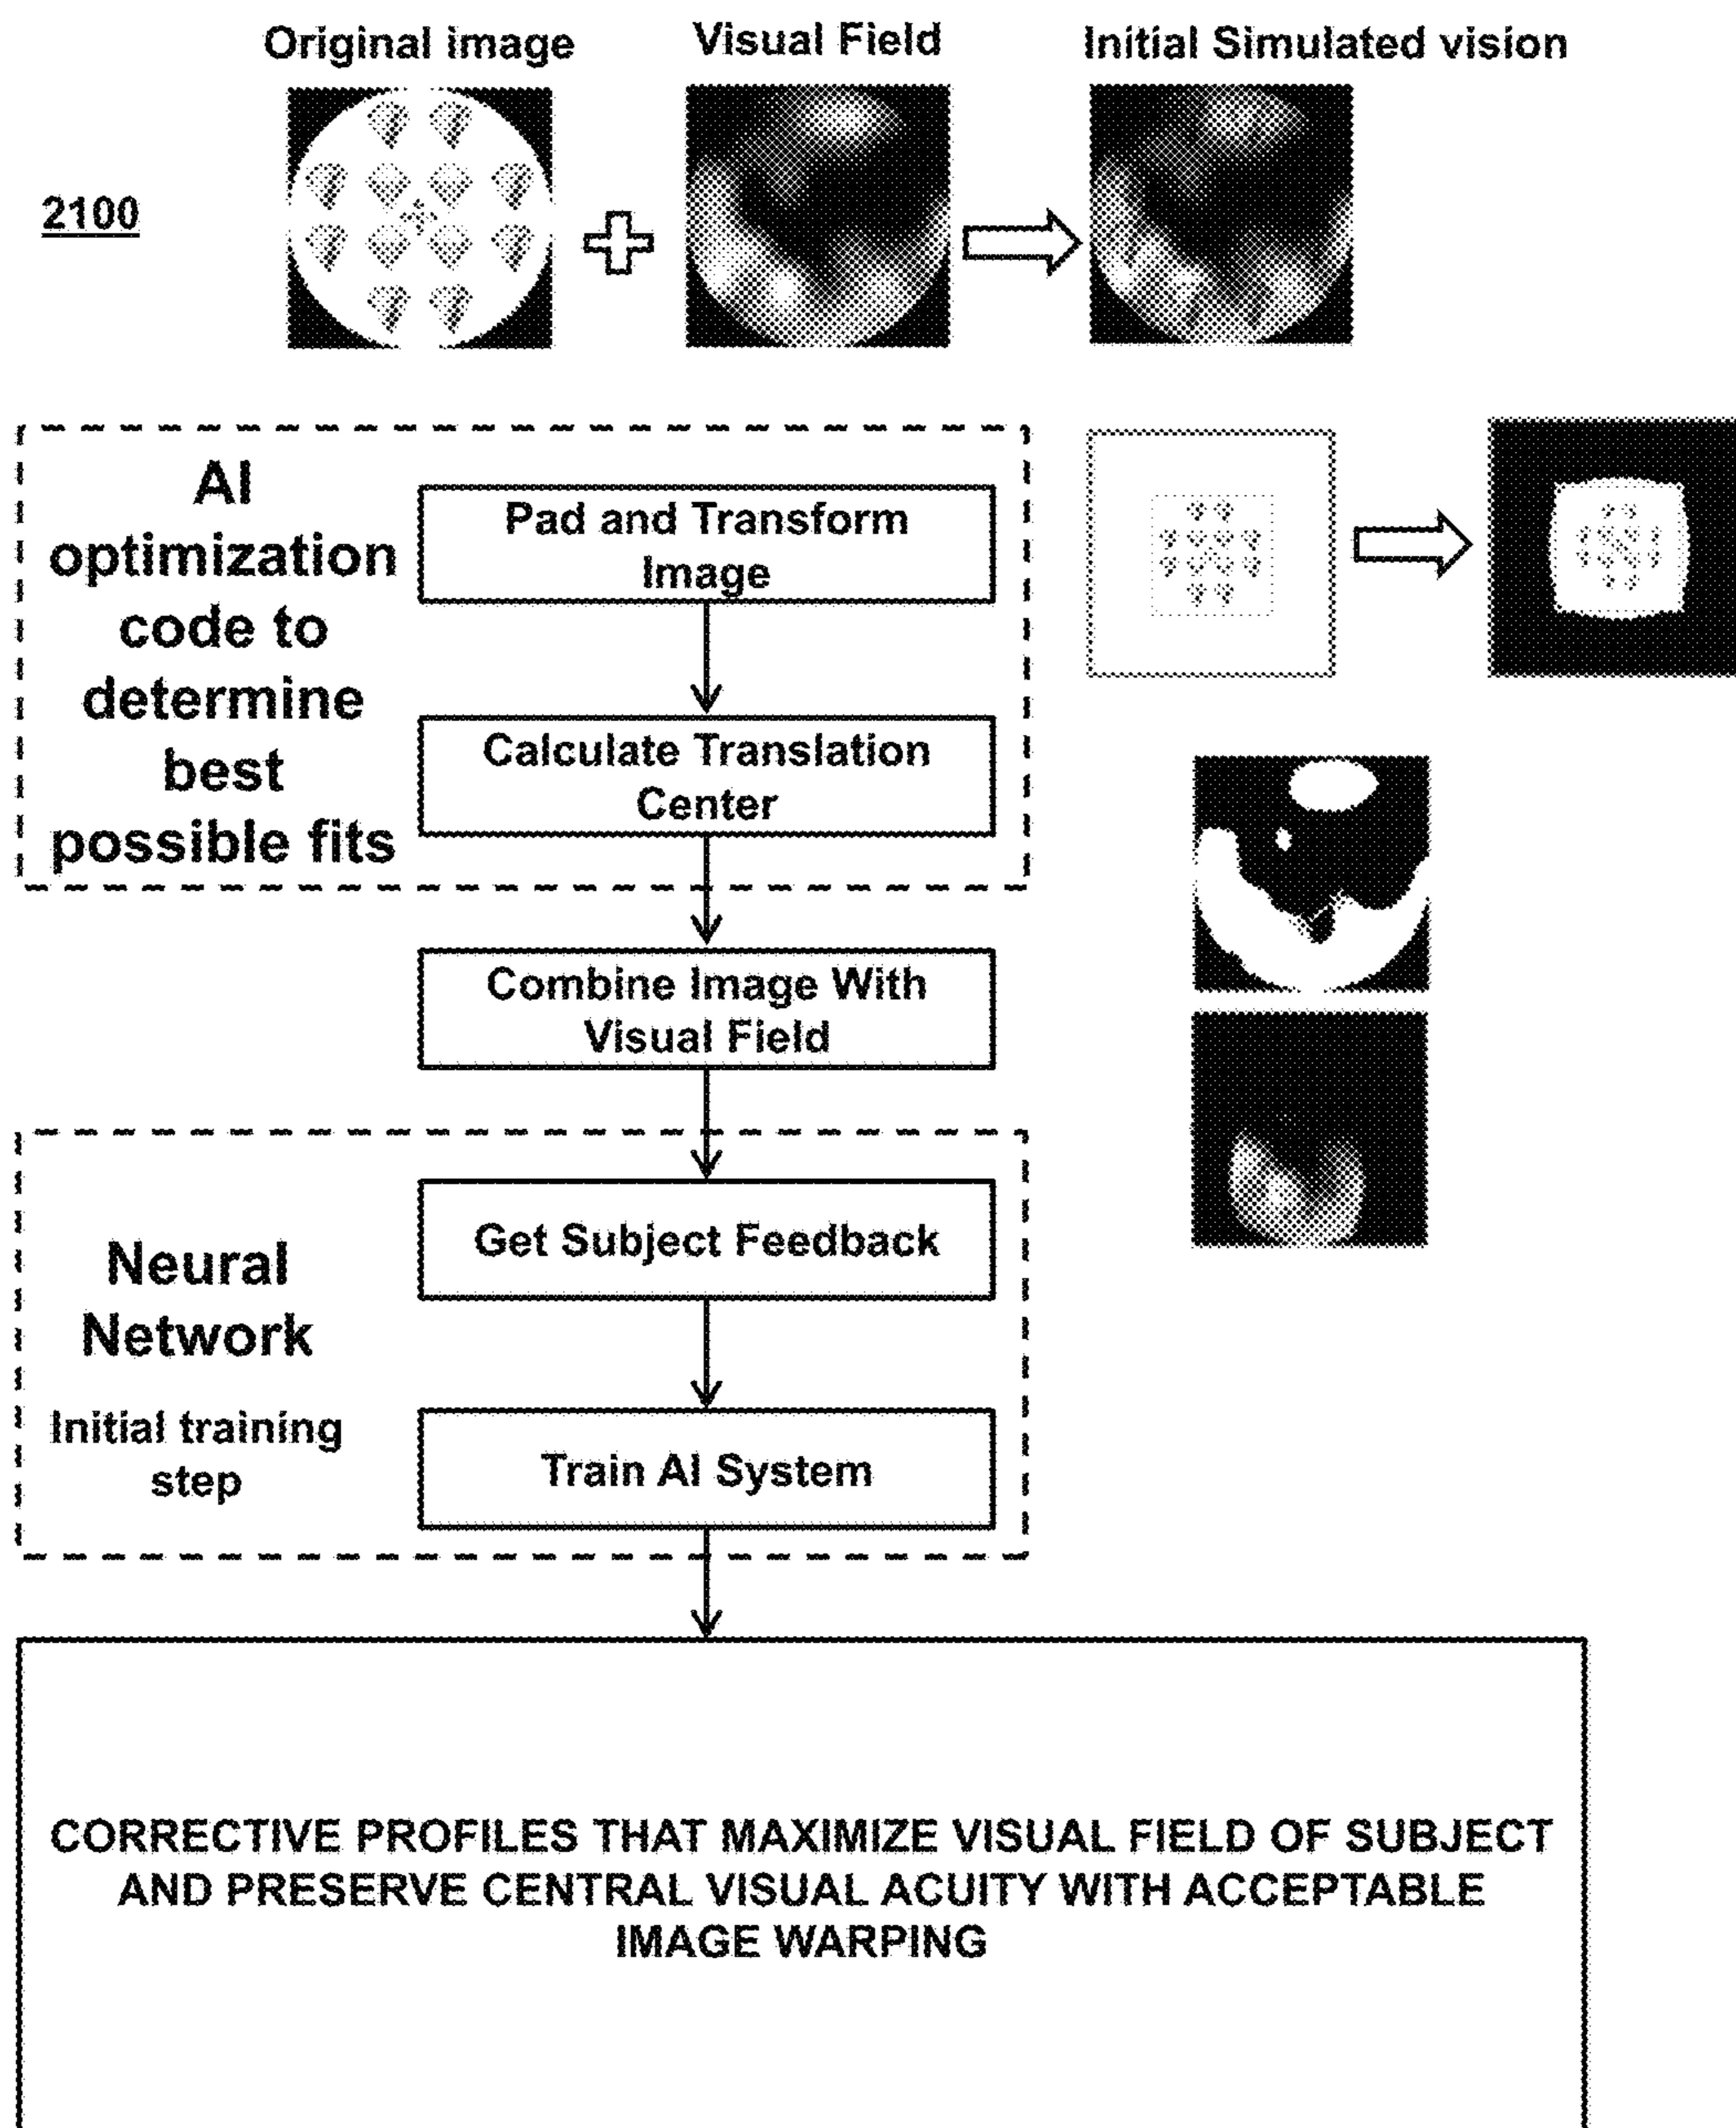 Original image
Visual Field
Initial Simulated vision
2100
AI
optimization
code to
determine
best
possible fits
Pad and Transform
Image
Calculate Translation
Center
Combine Image With
Visual Field
Neural
Network
Initial training
step
Get Subject Feedback
Train AI System
CORRECTIVE PROFILES THAT MAXIMIZE VISUAL FIELD OF SUBJECT
AND PRESERVE CENTRAL VISUAL ACUITY WITH ACCEPTABLE
IMAGE WARPING